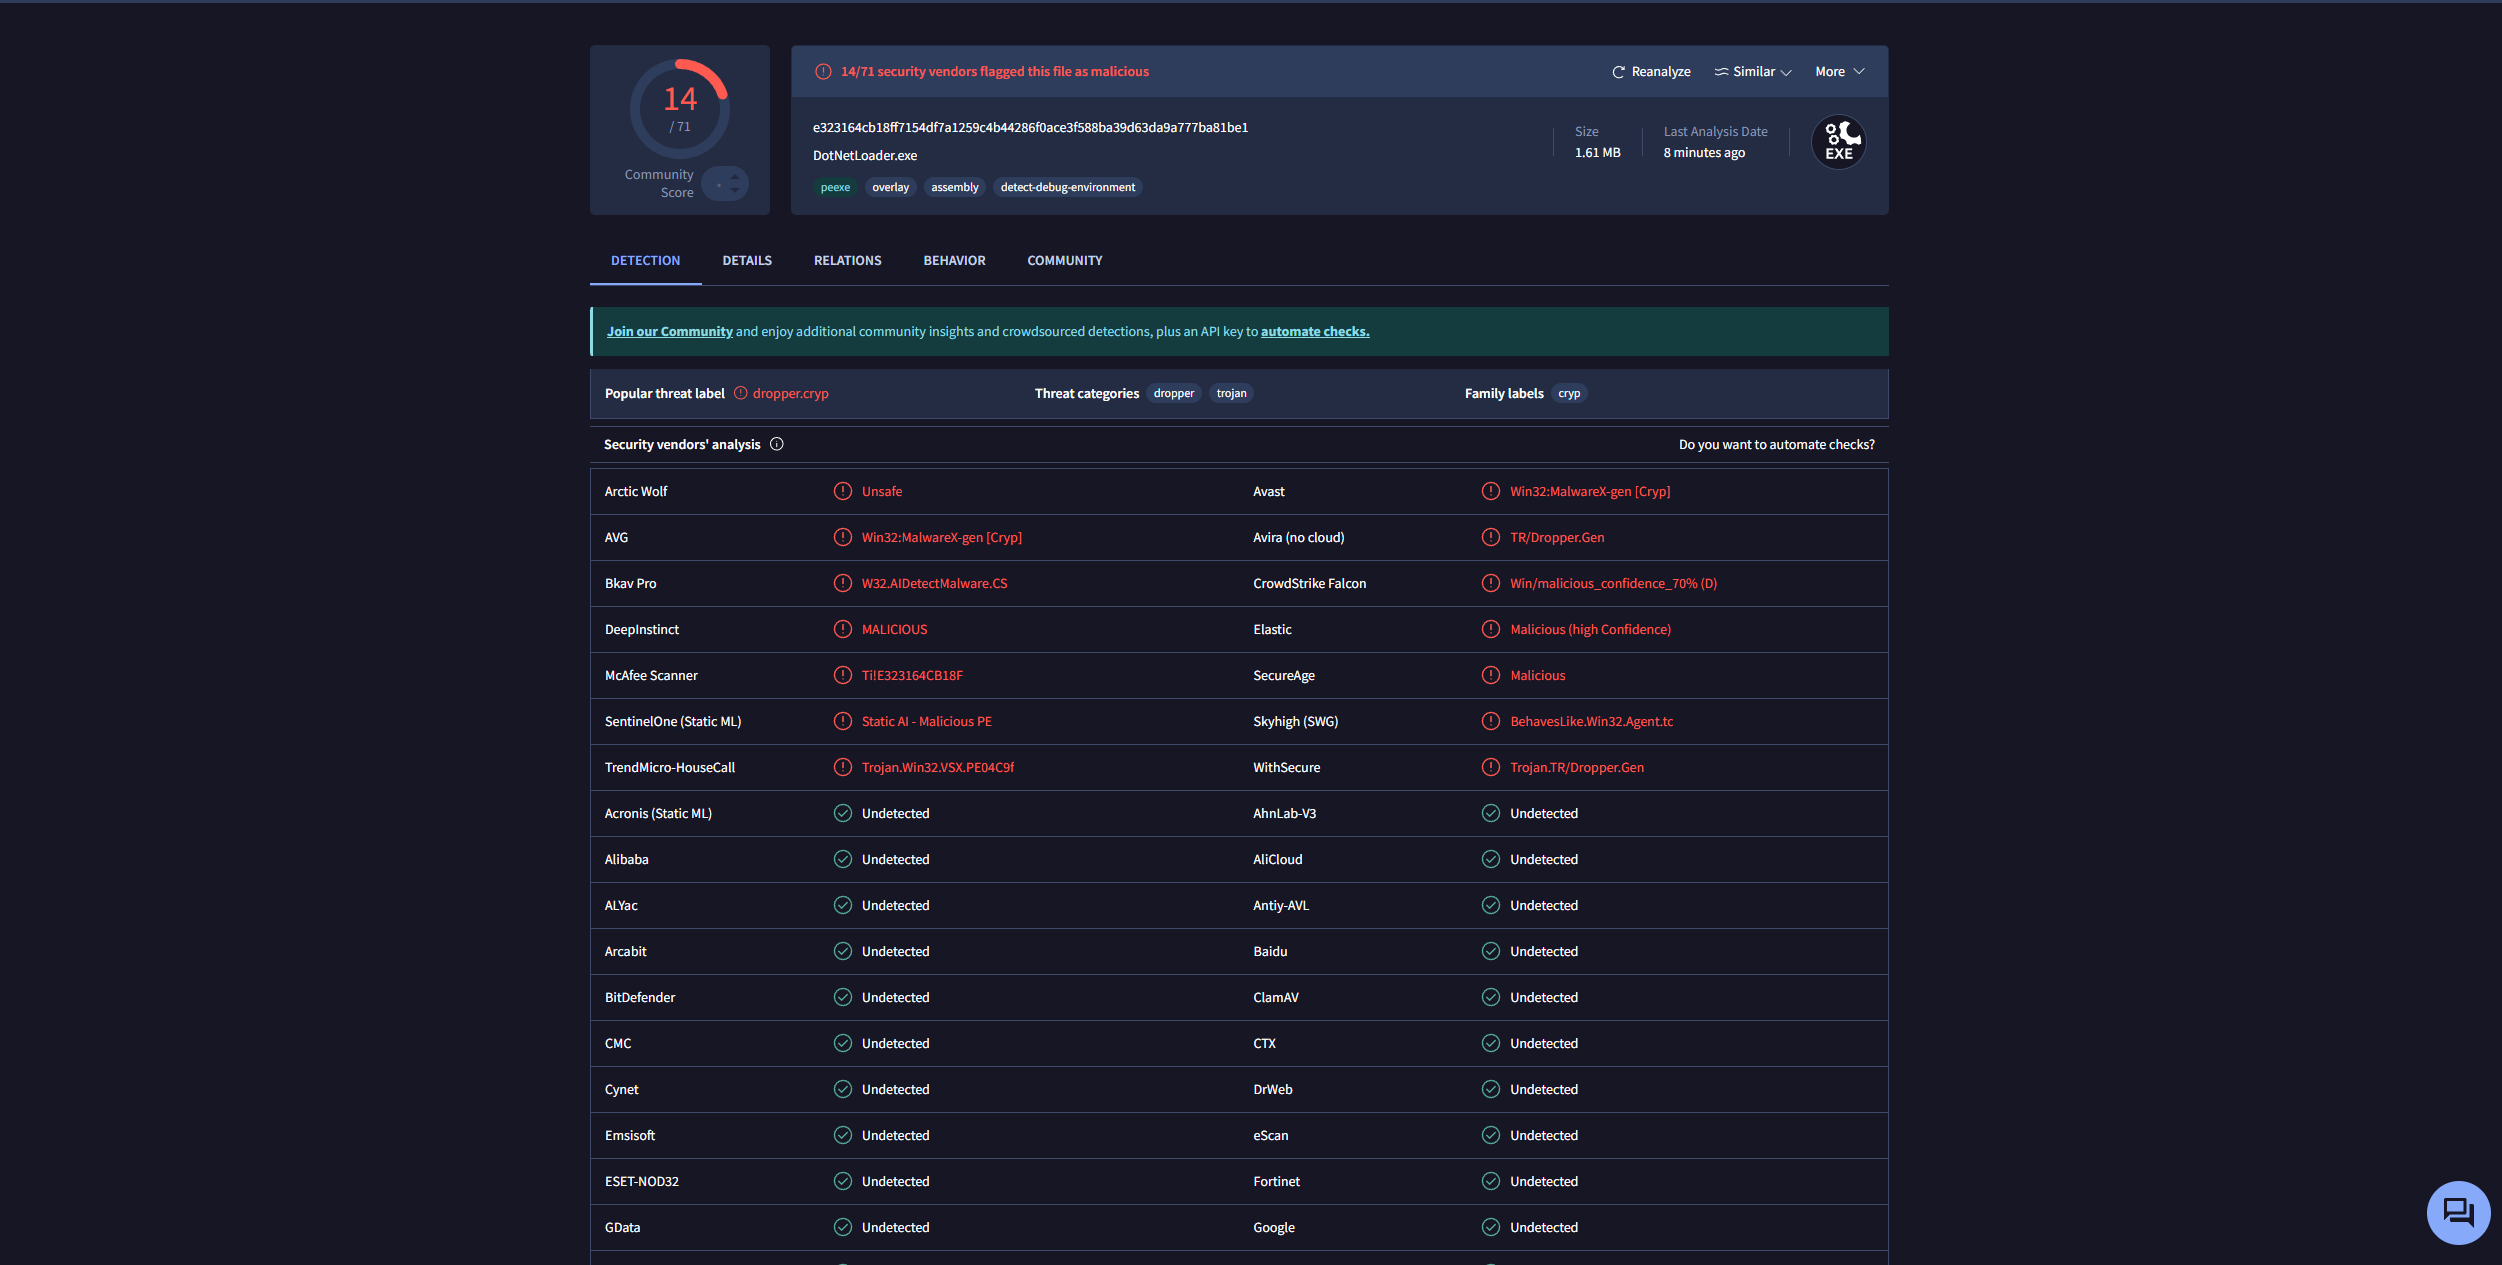 14
/ 71
Community
Score
14/71 security vendors flagged this file as malicious
Reanalyze
Similar
More
e323164cb18ff7154df7a1259c4b44286f0ace3f588ba39d63da9a777ba81be1
DotNetLoader.exe
peexe
overlay
assembly
detect-debug-environment
Size
1.61 MB
Last Analysis Date
8 minutes ago
EXE
DETECTION
DETAILS
RELATIONS
BEHAVIOR
COMMUNITY
Join our Community and enjoy additional community insights and crowdsourced detections, plus an API key to automate checks.
Popular threat label dropper.cryp
Threat categories dropper trojan
Family labels cryp
Security vendors' analysis
Do you want to automate checks?
Arctic Wolf Unsafe Avast Win32:MalwareX-gen [Cryp]
AVG Win32:MalwareX-gen [Cryp] Avira (no cloud) TR/Dropper.Gen
Bkav Pro W32.AIDetectMalware.CS CrowdStrike Falcon Win/malicious_confidence_70% (D)
DeepInstinct MALICIOUS Elastic Malicious (high Confidence)
McAfee Scanner Ti!E323164CB18F SecureAge Malicious
SentinelOne (Static ML) Static AI - Malicious PE Skyhigh (SWG) BehavesLike.Win32.Agent.tc
TrendMicro-HouseCall Trojan.Win32.VSX.PE04C9f WithSecure Trojan.TR/Dropper.Gen
Acronis (Static ML) Undetected AhnLab-V3 Undetected
Alibaba Undetected AliCloud Undetected
ALYac Undetected Antiy-AVL Undetected
Arcabit Undetected Baidu Undetected
BitDefender Undetected ClamAV Undetected
CMC Undetected CTX Undetected
Cynet Undetected DrWeb Undetected
Emsisoft Undetected eScan Undetected
ESET-NOD32 Undetected Fortinet Undetected
GData Undetected Google Undetected